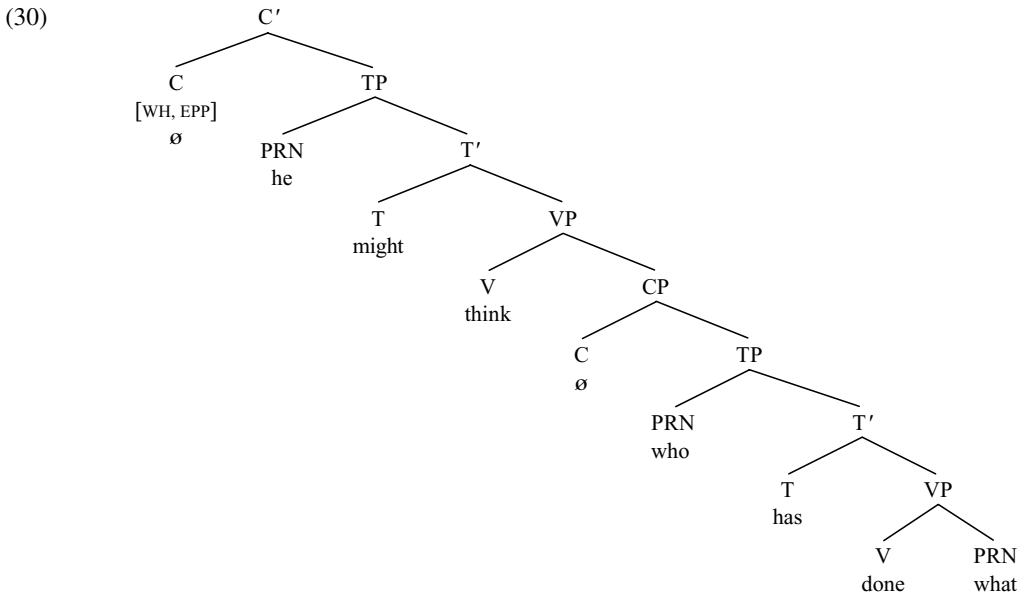 (30)
C′
C TP
[WH, EPP]
ø
PRN T′
he
T VP
might
V CP
think
C TP
ø
PRN T′
who
T VP
has
V PRN
done what